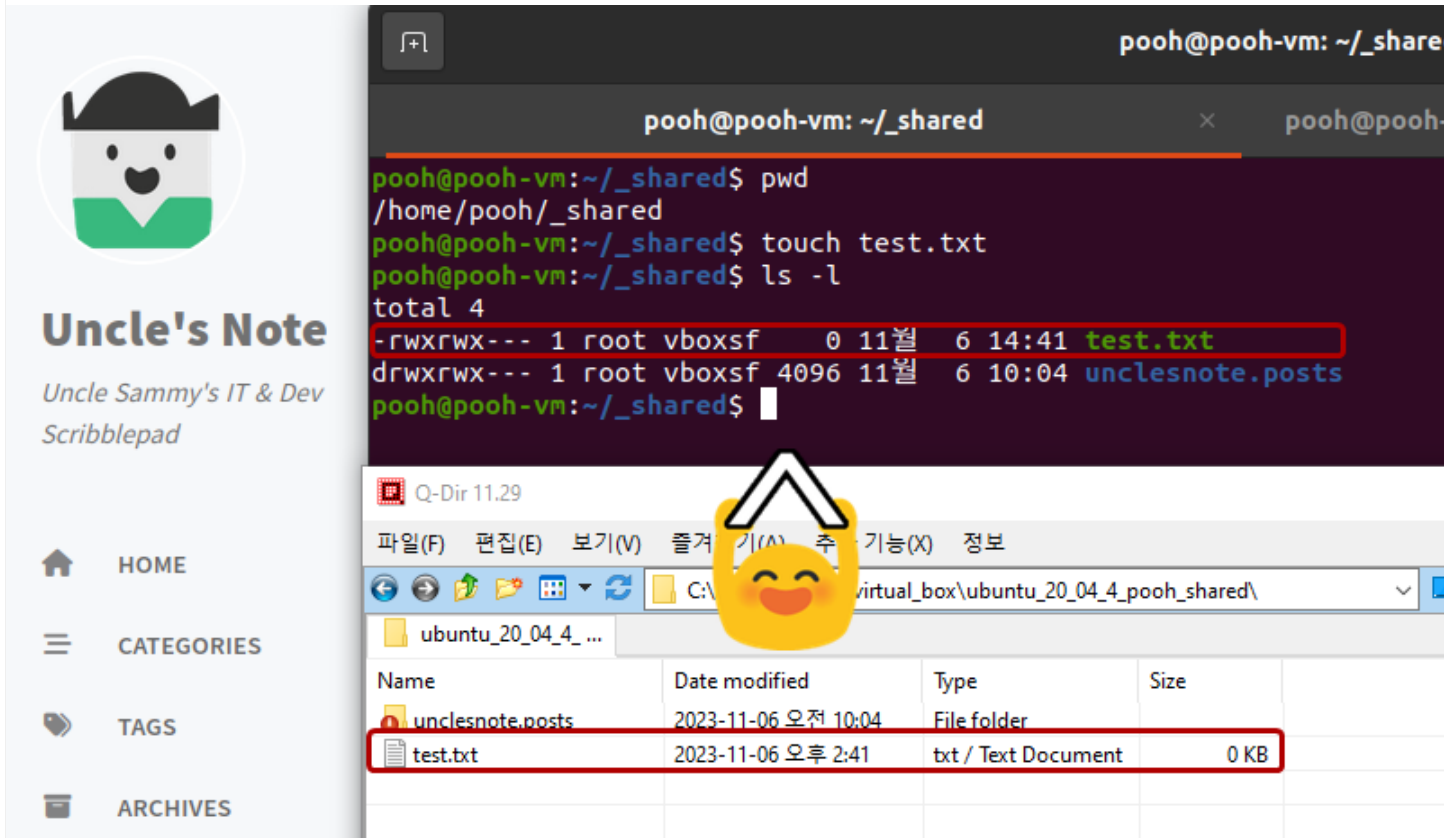 Uncle's Note
Uncle Sammy's IT & Dev
Scribblepad
HOME
CATEGORIES
TAGS
ARCHIVES
pooh@pooh-vm: ~/_share
pooh@pooh-vm: ~/_shared × pooh@pooh-
pooh@pooh-vm:~/_shared$ pwd
/home/pooh/_shared
pooh@pooh-vm:~/_shared$ touch test.txt
pooh@pooh-vm:~/_shared$ ls -l
total 4
-rwxrwx--- 1 root vboxsf    0 11월  6 14:41 test.txt
drwxrwx--- 1 root vboxsf 4096 11월  6 10:04 unclesnote.posts
pooh@pooh-vm:~/_shared$
Q-Dir 11.29
파일(F) 편집(E) 보기(V) 기능(X) 정보
C:\ virtual_box\ubuntu_20_04_4_pooh_shared\
ubuntu_20_04_4_ ...
Name Date modified Type Size
unclesnote.posts 2023-11-06 오전 10:04 File folder
test.txt 2023-11-06 오후 2:41 txt / Text Document 0 KB